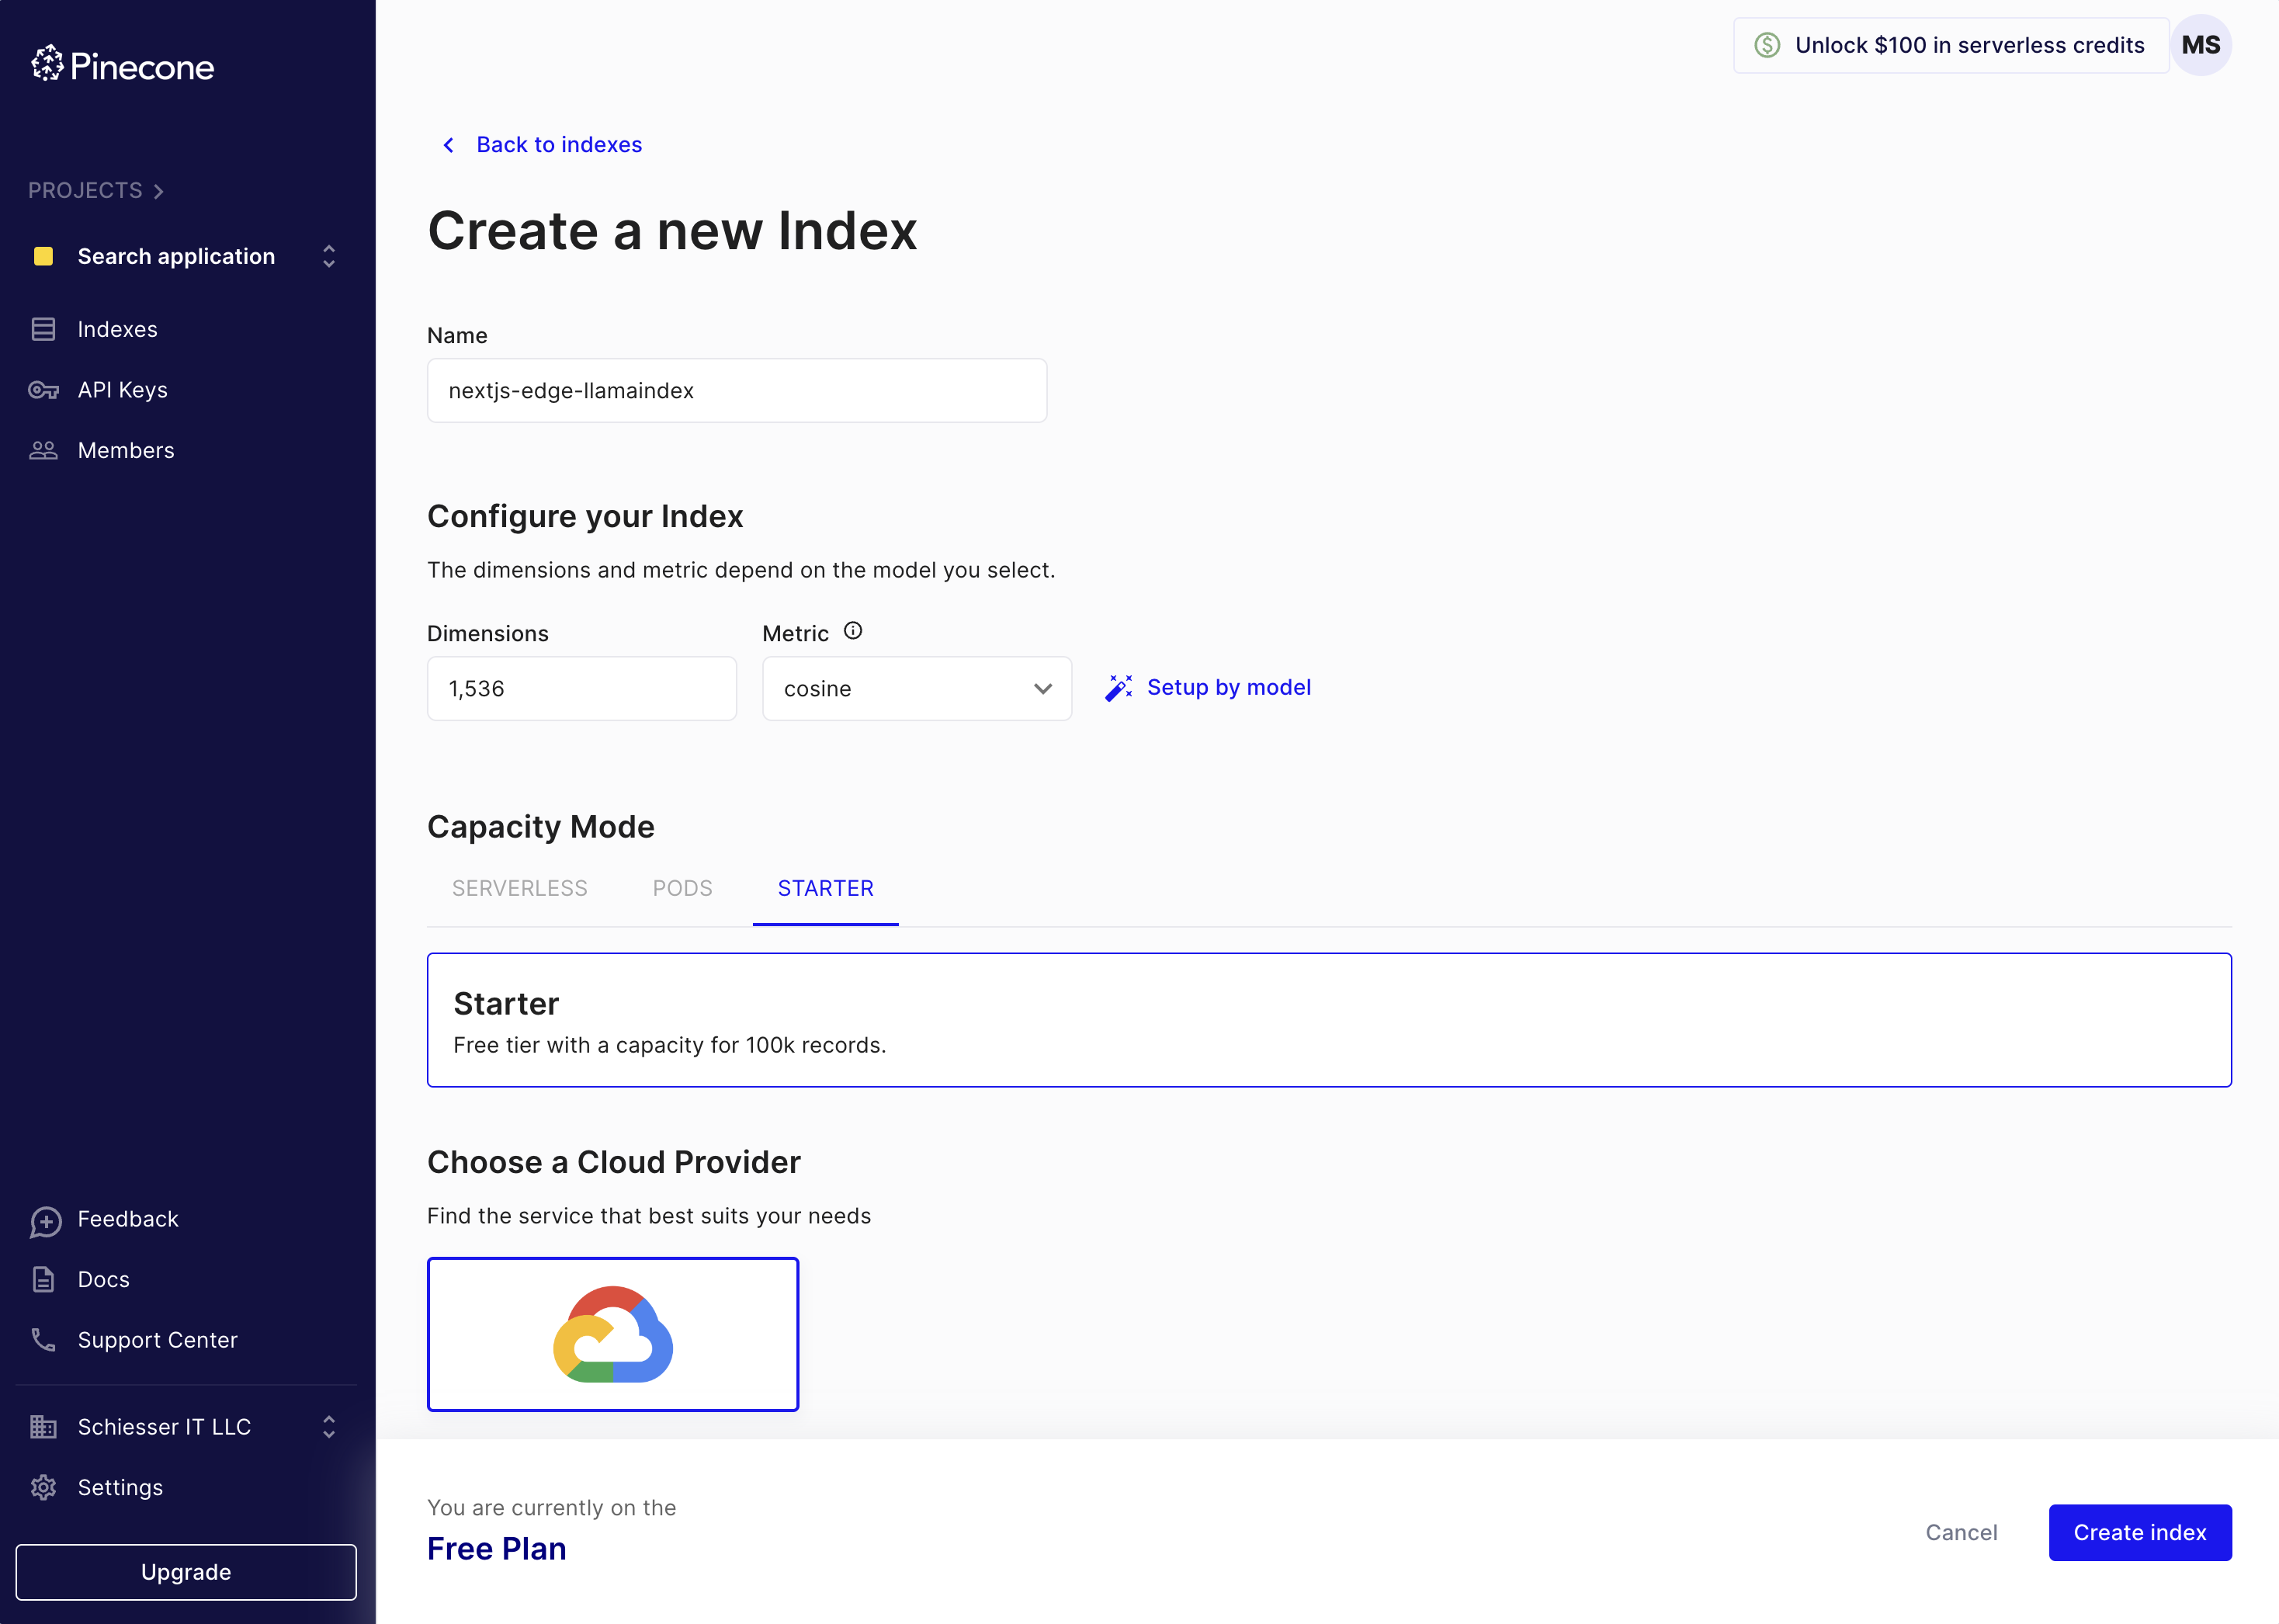 Pinecone
PROJECTS
Search application
Indexes
API Keys
Members
Feedback
Docs
Support Center
Schiesser IT LLC
Settings
Upgrade
Unlock $100 in serverless credits
MS
Back to indexes
Create a new Index
Name
nextjs-edge-llamaindex
Configure your Index
The dimensions and metric depend on the model you select.
Dimensions Metric
1,536 cosine Setup by model
Capacity Mode
SERVERLESS PODS STARTER
Starter
Free tier with a capacity for 100k records.
Choose a Cloud Provider
Find the service that best suits your needs
You are currently on the
Free Plan
Cancel Create index